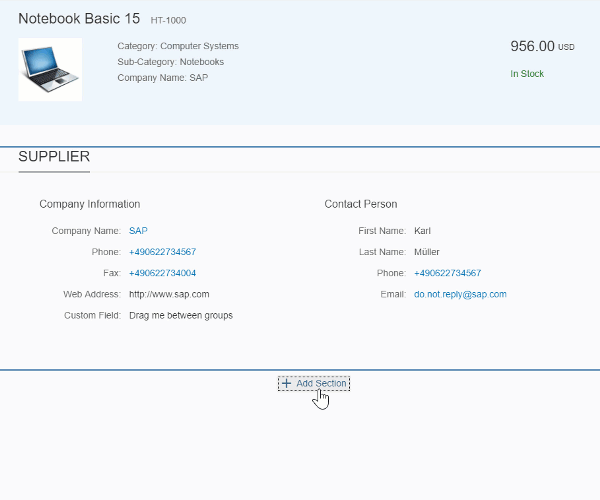 Notebook Basic 15 HT-1000
Category: Computer Systems
956.00 USD
Sub-Category: Notebooks
In Stock
Company Name: SAP
SUPPLIER
Company Information
Company Name: SAP
Phone: +490622734567
Fax: +490622734004
Web Address: http://www.sap.com
Custom Field: Drag me between groups
Contact Person
First Name: Karl
Last Name: Müller
Phone: +490622734567
Email: do.not.reply@sap.com
+ Add Section